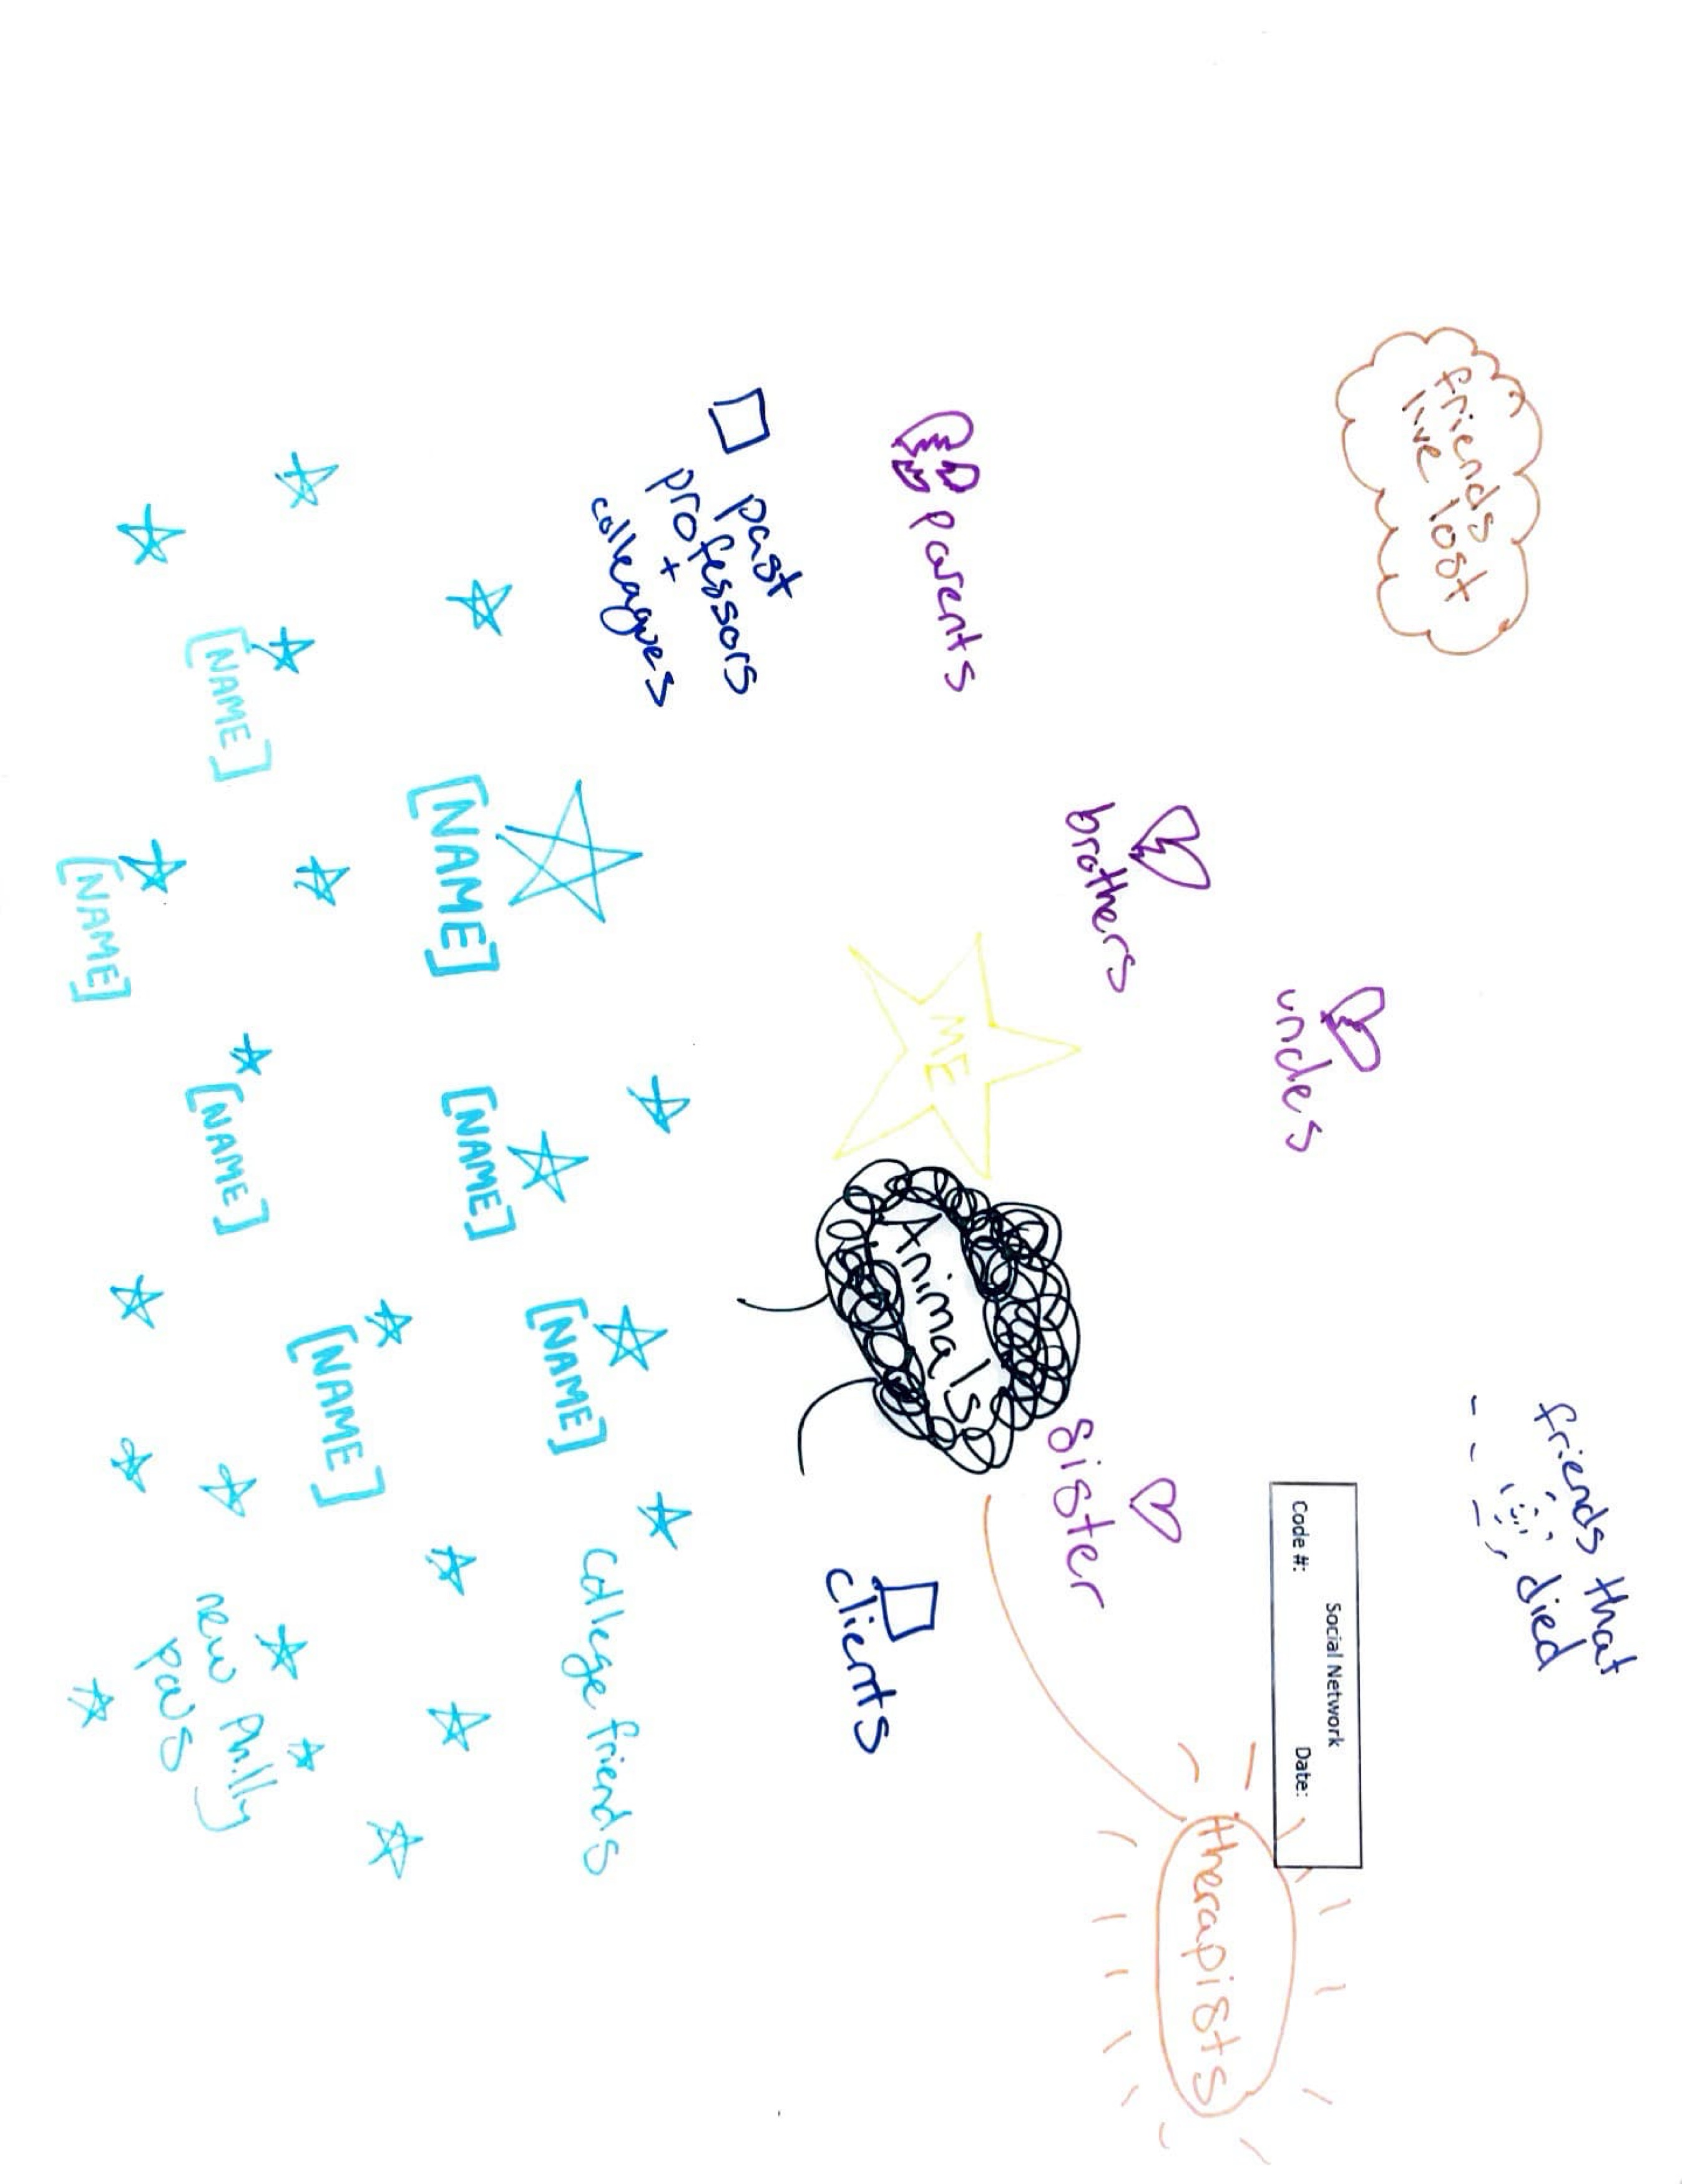 friends that
died
friends
I've lost
Social Network
Code #:
Date:
uncles
therapists
brothers
sister
parents
ME
Animals
clients
past
professors
+
colleagues
college friends
[NAME]
[NAME]
[NAME]
[NAME]
[NAME]
[NAME]
[NAME]
new Philly
pals